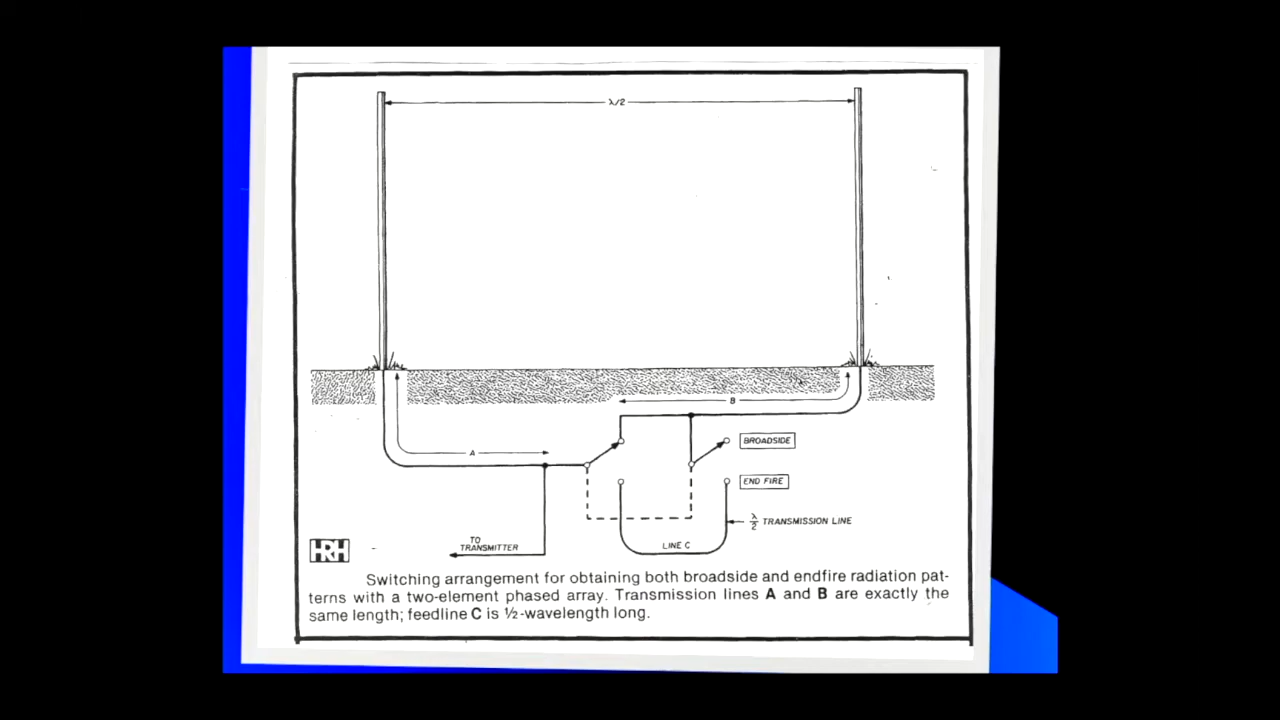 λ/2
B
A
BROADSIDE
END FIRE
λ/2 TRANSMISSION LINE
LINE C
TO
TRANSMITTER
HRH
Switching arrangement for obtaining both broadside and endfire radiation pat-
terns with a two-element phased array. Transmission lines A and B are exactly the
same length; feedline C is ½-wavelength long.